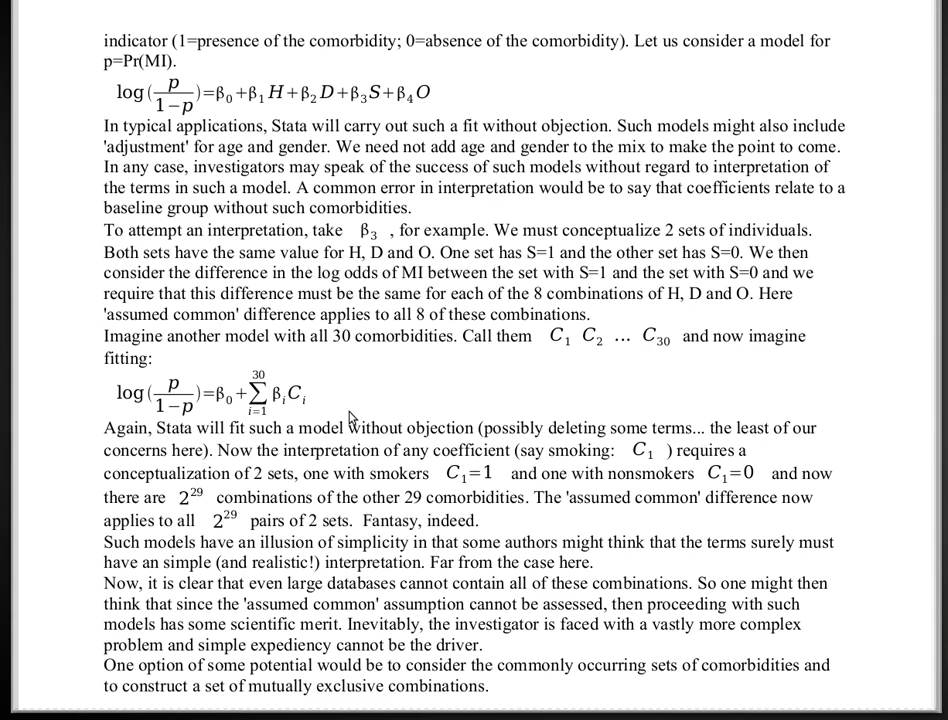 indicator (1=presence of the comorbidity; 0=absence of the comorbidity). Let us consider a model for
p=Pr(MI).
log(p/(1−p))=β₀+β₁H+β₂D+β₃S+β₄O
In typical applications, Stata will carry out such a fit without objection. Such models might also include
'adjustment' for age and gender. We need not add age and gender to the mix to make the point to come.
In any case, investigators may speak of the success of such models without regard to interpretation of
the terms in such a model. A common error in interpretation would be to say that coefficients relate to a
baseline group without such comorbidities.
To attempt an interpretation, take β₃ , for example. We must conceptualize 2 sets of individuals.
Both sets have the same value for H, D and O. One set has S=1 and the other set has S=0. We then
consider the difference in the log odds of MI between the set with S=1 and the set with S=0 and we
require that this difference must be the same for each of the 8 combinations of H, D and O. Here
'assumed common' difference applies to all 8 of these combinations.
Imagine another model with all 30 comorbidities. Call them C₁ C₂ ... C₃₀ and now imagine
fitting:
log(p/(1−p))=β₀+∑_{i=1}^{30} βᵢCᵢ
Again, Stata will fit such a model without objection (possibly deleting some terms... the least of our
concerns here). Now the interpretation of any coefficient (say smoking: C₁ ) requires a
conceptualization of 2 sets, one with smokers C₁=1 and one with nonsmokers C₁=0 and now
there are 2²⁹ combinations of the other 29 comorbidities. The 'assumed common' difference now
applies to all 2²⁹ pairs of 2 sets. Fantasy, indeed.
Such models have an illusion of simplicity in that some authors might think that the terms surely must
have an simple (and realistic!) interpretation. Far from the case here.
Now, it is clear that even large databases cannot contain all of these combinations. So one might then
think that since the 'assumed common' assumption cannot be assessed, then proceeding with such
models has some scientific merit. Inevitably, the investigator is faced with a vastly more complex
problem and simple expediency cannot be the driver.
One option of some potential would be to consider the commonly occurring sets of comorbidities and
to construct a set of mutually exclusive combinations.